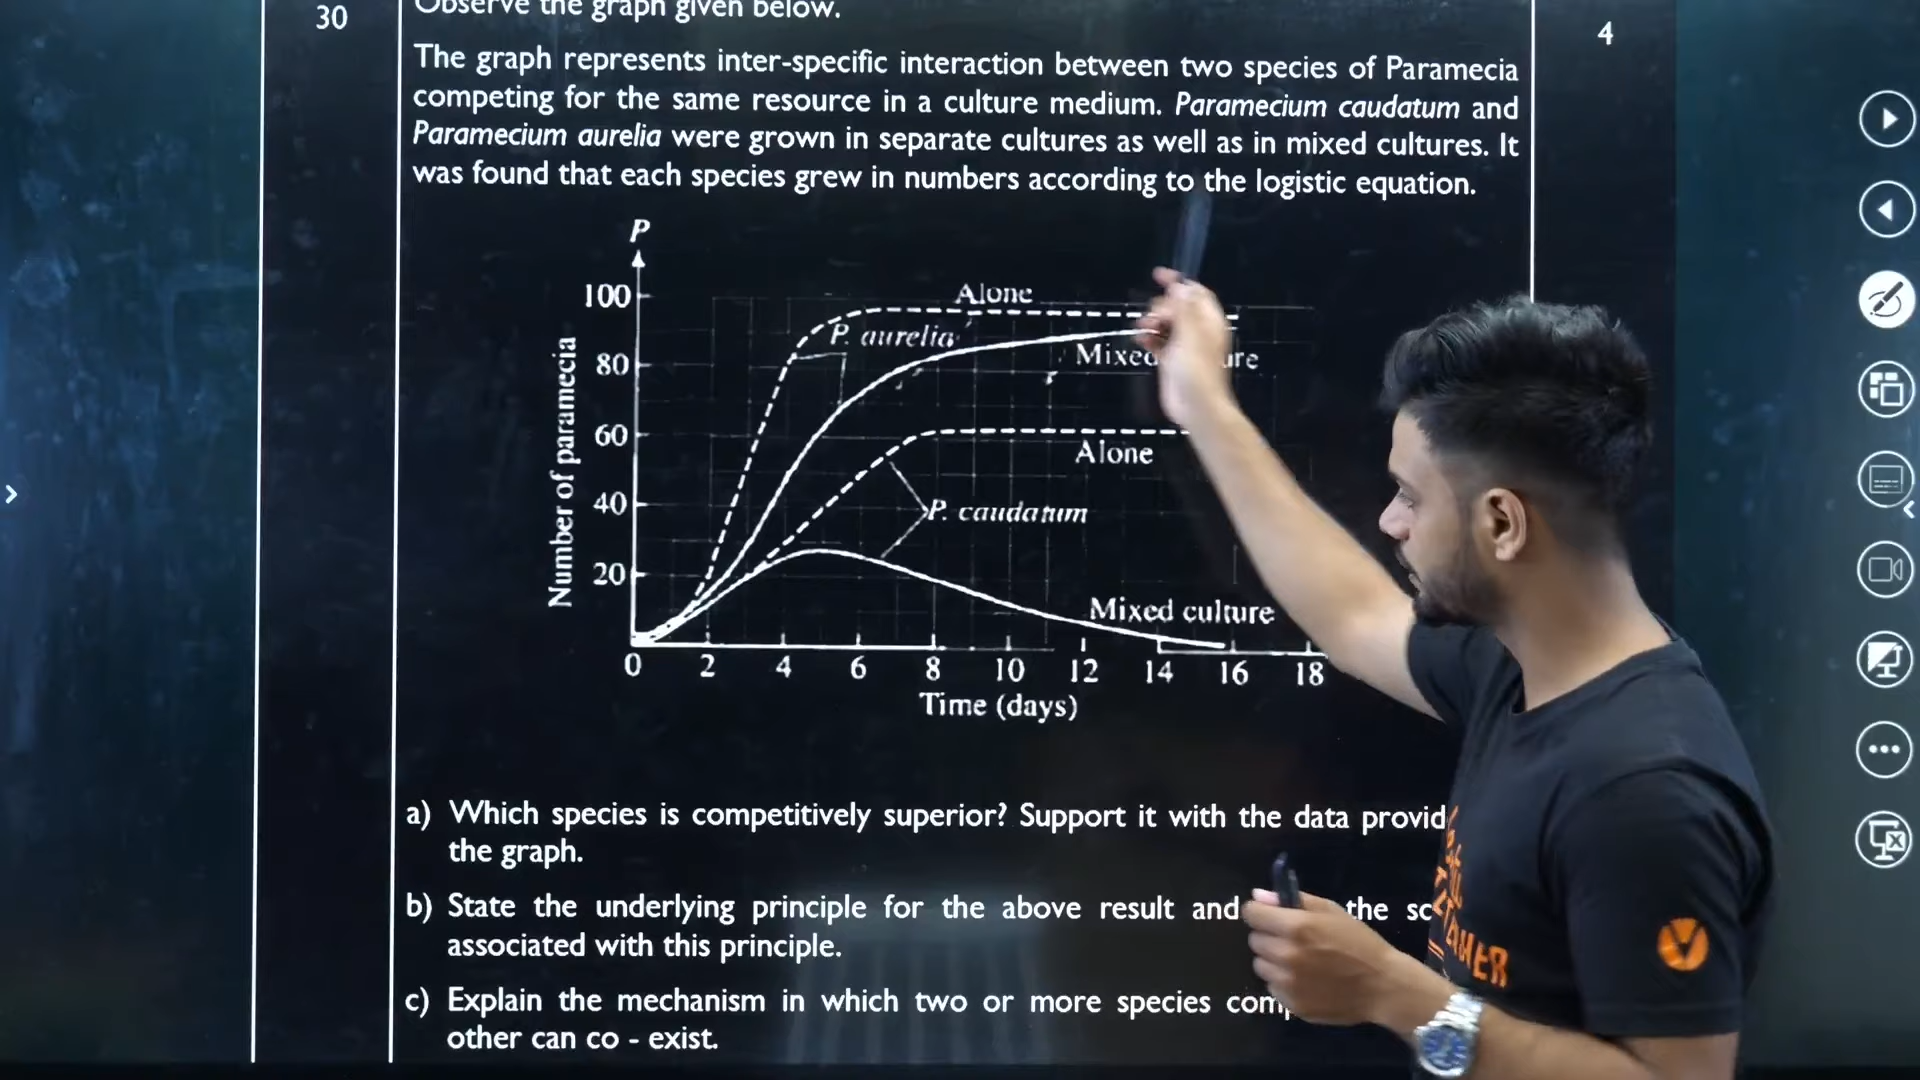 30
Observe the graph given below.
4
The graph represents inter-specific interaction between two species of Paramecia
competing for the same resource in a culture medium. Paramecium caudatum and
Paramecium aurelia were grown in separate cultures as well as in mixed cultures. It
was found that each species grew in numbers according to the logistic equation.
P
100
80
60
40
20
Number of paramecia
Alone
P. aurelia
Alone
P. caudatum
Mixed culture
0 2 4 6 8 10 12 14 16 18
Time (days)
a) Which species is competitively superior? Support it with the data
the graph.
b) State the underlying principle for the above result and the
associated with this principle.
c) Explain the mechanism in which two or more species
other can co - exist.